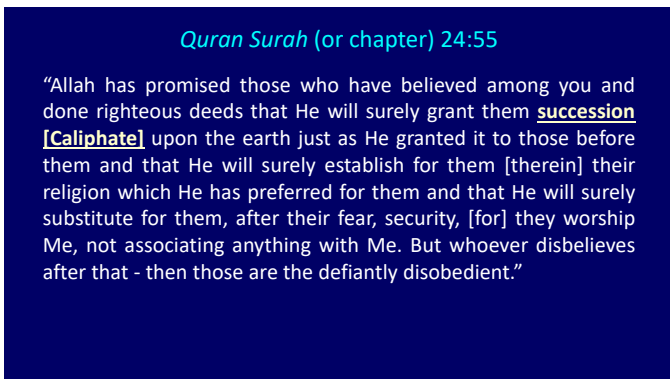 Quran Surah (or chapter) 24:55
“Allah has promised those who have believed among you and
done righteous deeds that He will surely grant them succession
[Caliphate] upon the earth just as He granted it to those before
them and that He will surely establish for them [therein] their
religion which He has preferred for them and that He will surely
substitute for them, after their fear, security, [for] they worship
Me, not associating anything with Me. But whoever disbelieves
after that - then those are the defiantly disobedient.”